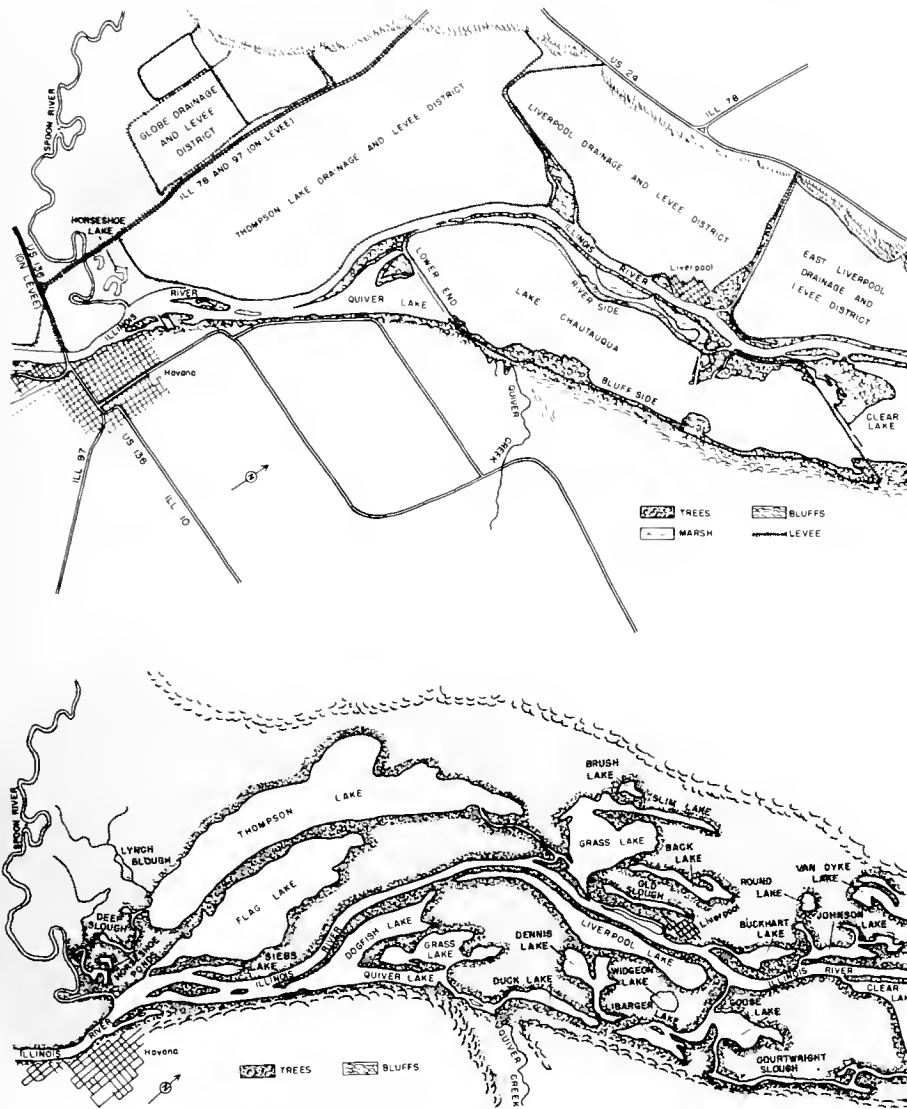 US 24
ILL 78
SPOON RIVER
GLOBE DRAINAGE
AND LEVEE
DISTRICT
ILL 78 AND 97 (ON LEVEE)
THOMPSON LAKE DRAINAGE AND LEVEE DISTRICT
LIVERPOOL DRAINAGE AND LEVEE DISTRICT
HORSESHOE
LAKE
US 136
(ON LEVEE)
ILLINOIS
RIVER
Liverpool
EAST LIVERPOOL
DRAINAGE AND
LEVEE DISTRICT
ILLINOIS
RIVER
QUIVER LAKE
LOWER END
LAKE
CHAUTAUQUA
RIVER SIDE
BLUFF SIDE
Havana
QUIVER
CREEK
CLEAR
LAKE
ILL 97
US 136
ILL 10
N
TREES
BLUFFS
MARSH
LEVEE
SPOON RIVER
LYNCH
SLOUGH
THOMPSON LAKE
FLAG LAKE
DEEP
SLOUGH
HORSESHOE
PONDS
SIEBS
LAKE
ILLINOIS
RIVER
DOGFISH LAKE
GRASS
LAKE
QUIVER LAKE
BRUSH
LAKE
SLIM LAKE
GRASS LAKE
BACK
LAKE
OLD
SLOUGH
Liverpool
ROUND
LAKE
VAN DYKE
LAKE
BUCKHART
LAKE
JOHNSON
LAKE
DENNIS
LAKE
LIVERPOOL
LAKE
DUCK LAKE
WIDGEON
LAKE
LIBARGER
LAKE
ILLINOIS
RIVER
CLEAR
GOOSE
LAKE
COURTWRIGHT
SLOUGH
ILLINOIS
RIVER
Havana
QUIVER
CREEK
N
TREES
BLUFFS